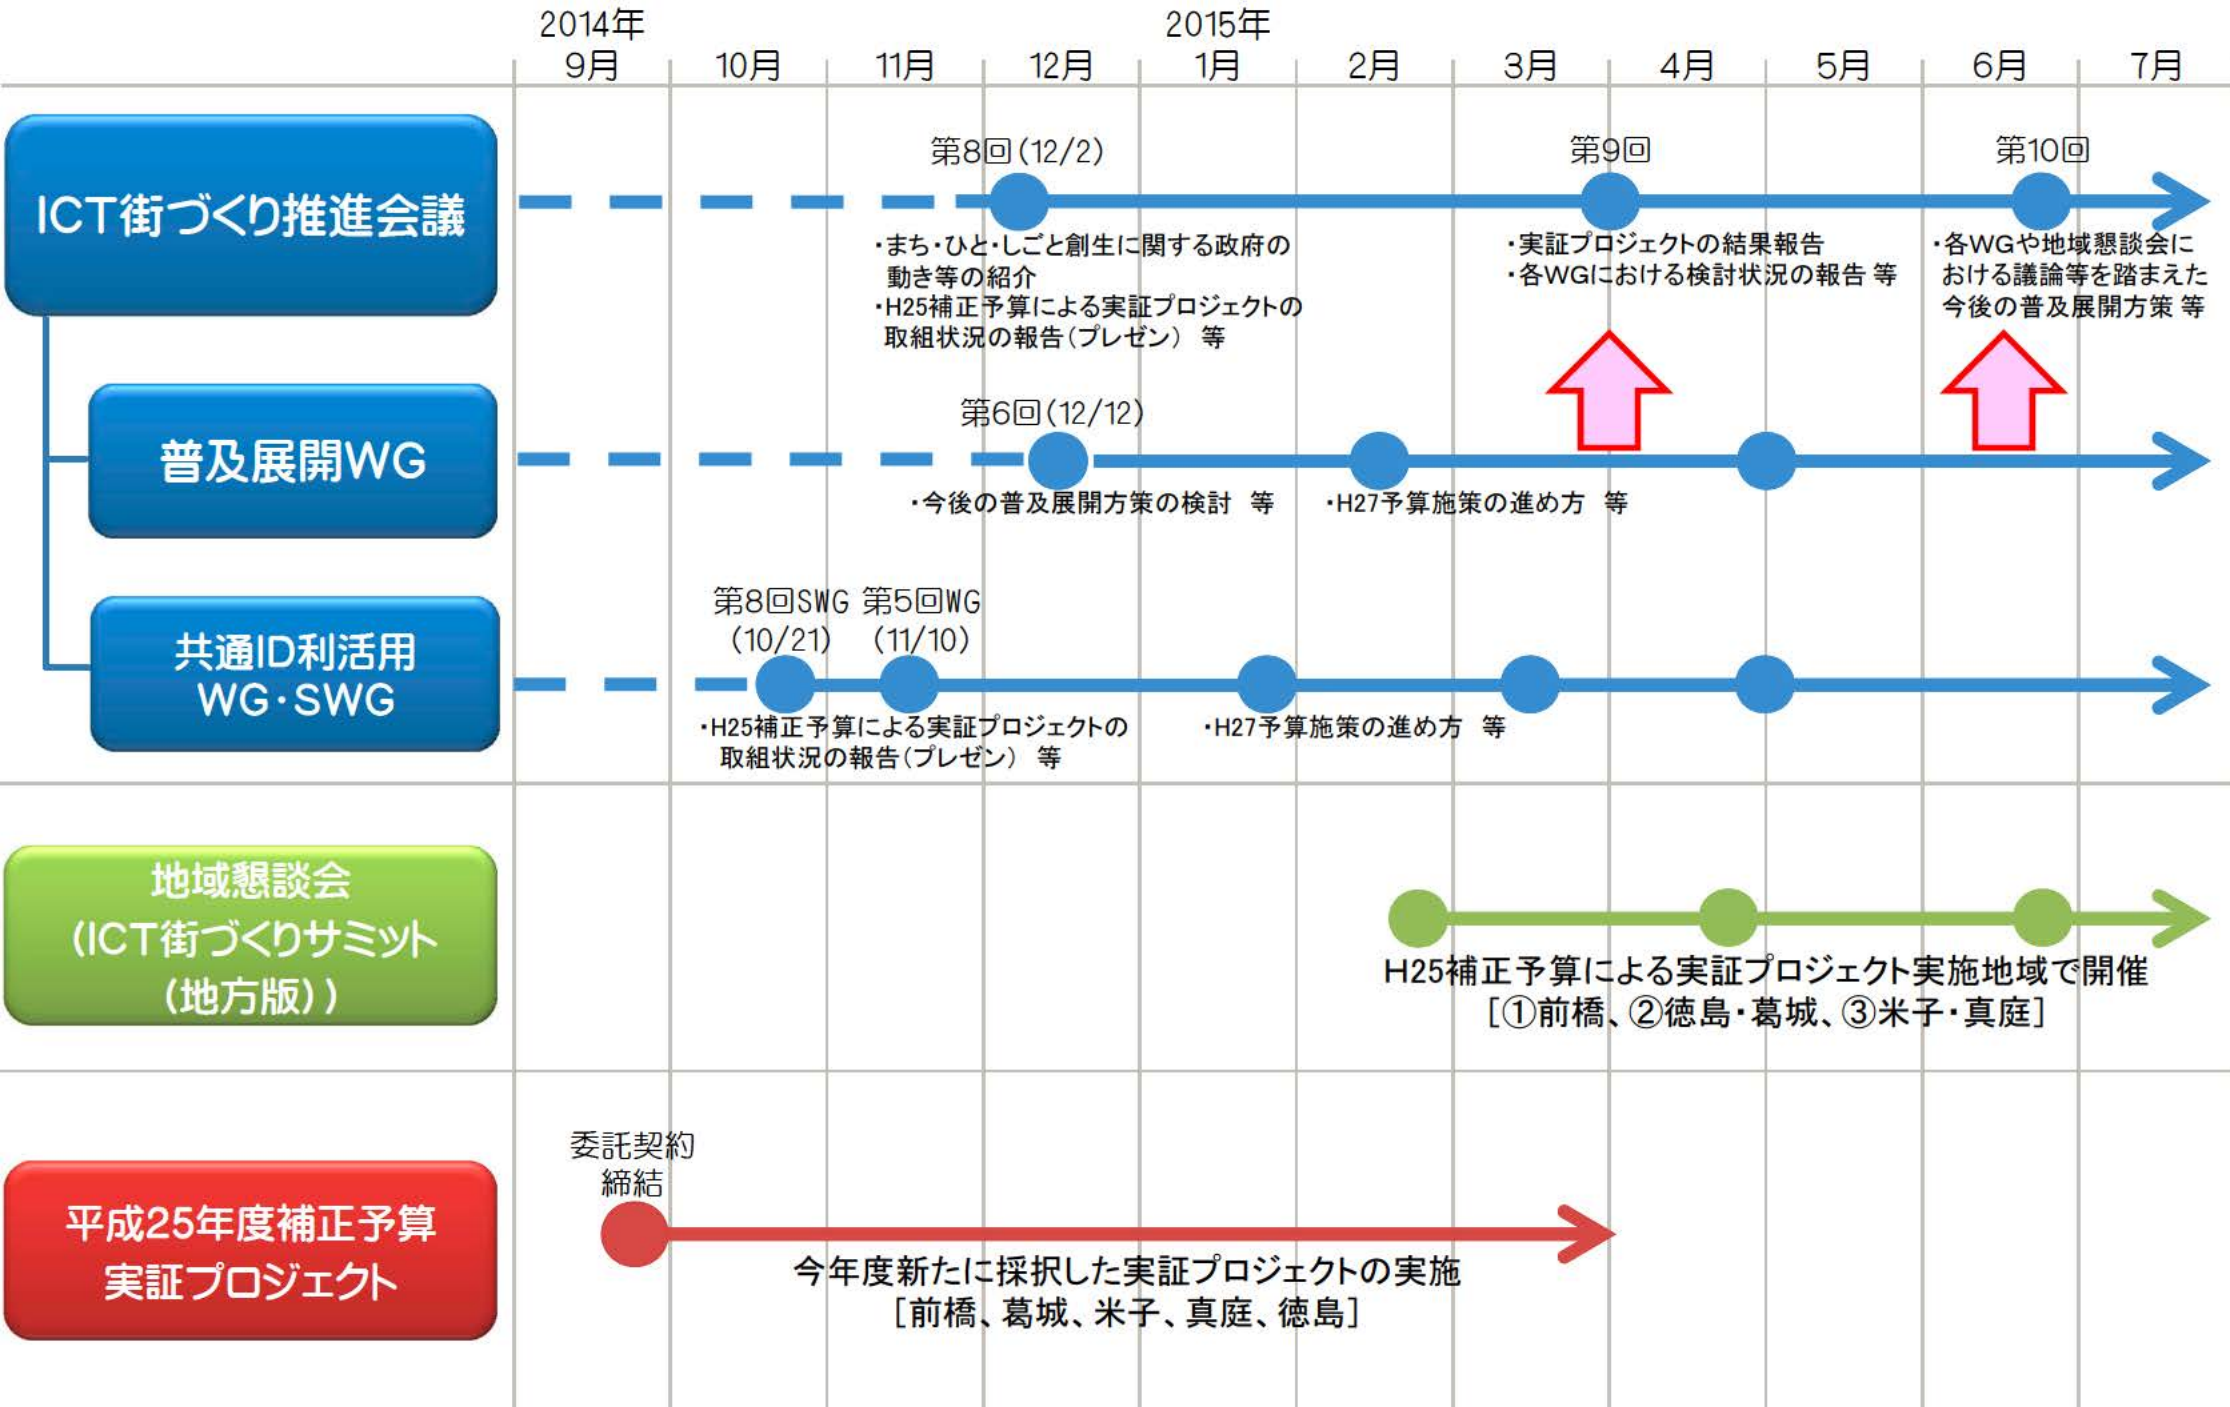 2014年
2015年
9月
10月
11月
12月
1月
2月
3月
4月
5月
6月
7月
ICT街づくり推進会議
第8回(12/2)
・まち・ひと・しごと創生に関する政府の
動き等の紹介
・H25補正予算による実証プロジェクトの
取組状況の報告(プレゼン) 等
第9回
・実証プロジェクトの結果報告
・各WGにおける検討状況の報告 等
第10回
・各WGや地域懇談会に
おける議論等を踏まえた
今後の普及展開方策 等
普及展開WG
第6回(12/12)
・今後の普及展開方策の検討 等
・H27予算施策の進め方 等
共通ID利活用
WG・SWG
第8回SWG
(10/21)
第5回WG
(11/10)
・H25補正予算による実証プロジェクトの
取組状況の報告(プレゼン) 等
・H27予算施策の進め方 等
地域懇談会
(ICT街づくりサミット
(地方版))
H25補正予算による実証プロジェクト実施地域で開催
[①前橋、②徳島・葛城、③米子・真庭]
平成25年度補正予算
実証プロジェクト
委託契約
締結
今年度新たに採択した実証プロジェクトの実施
[前橋、葛城、米子、真庭、徳島]